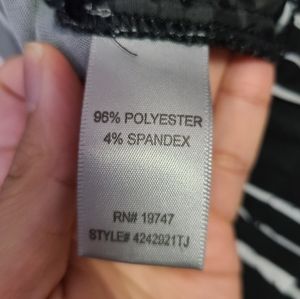 96% POLYESTER
4% SPANDEX
RN# 19747
STYLE# 4242021TJ